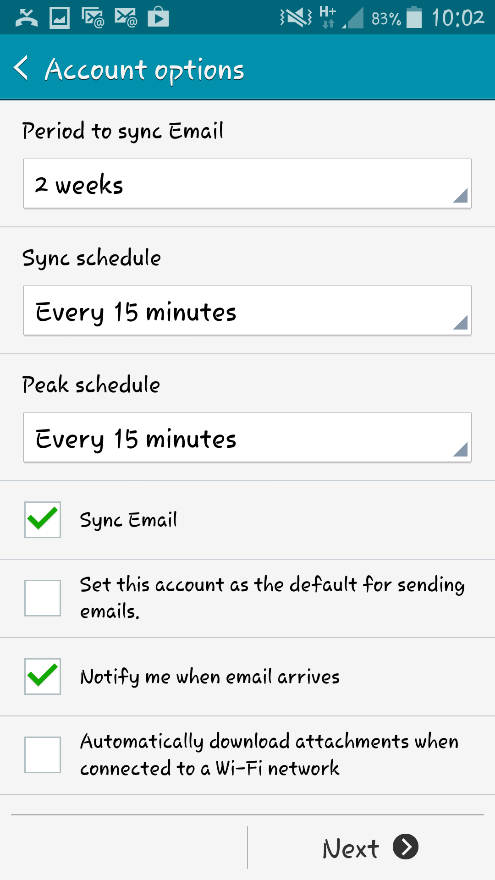 H+ 83% 10:02
Account options
Period to sync Email
2 weeks
Sync schedule
Every 15 minutes
Peak schedule
Every 15 minutes
Sync Email
Set this account as the default for sending
emails.
Notify me when email arrives
Automatically download attachments when
connected to a Wi-Fi network
Next